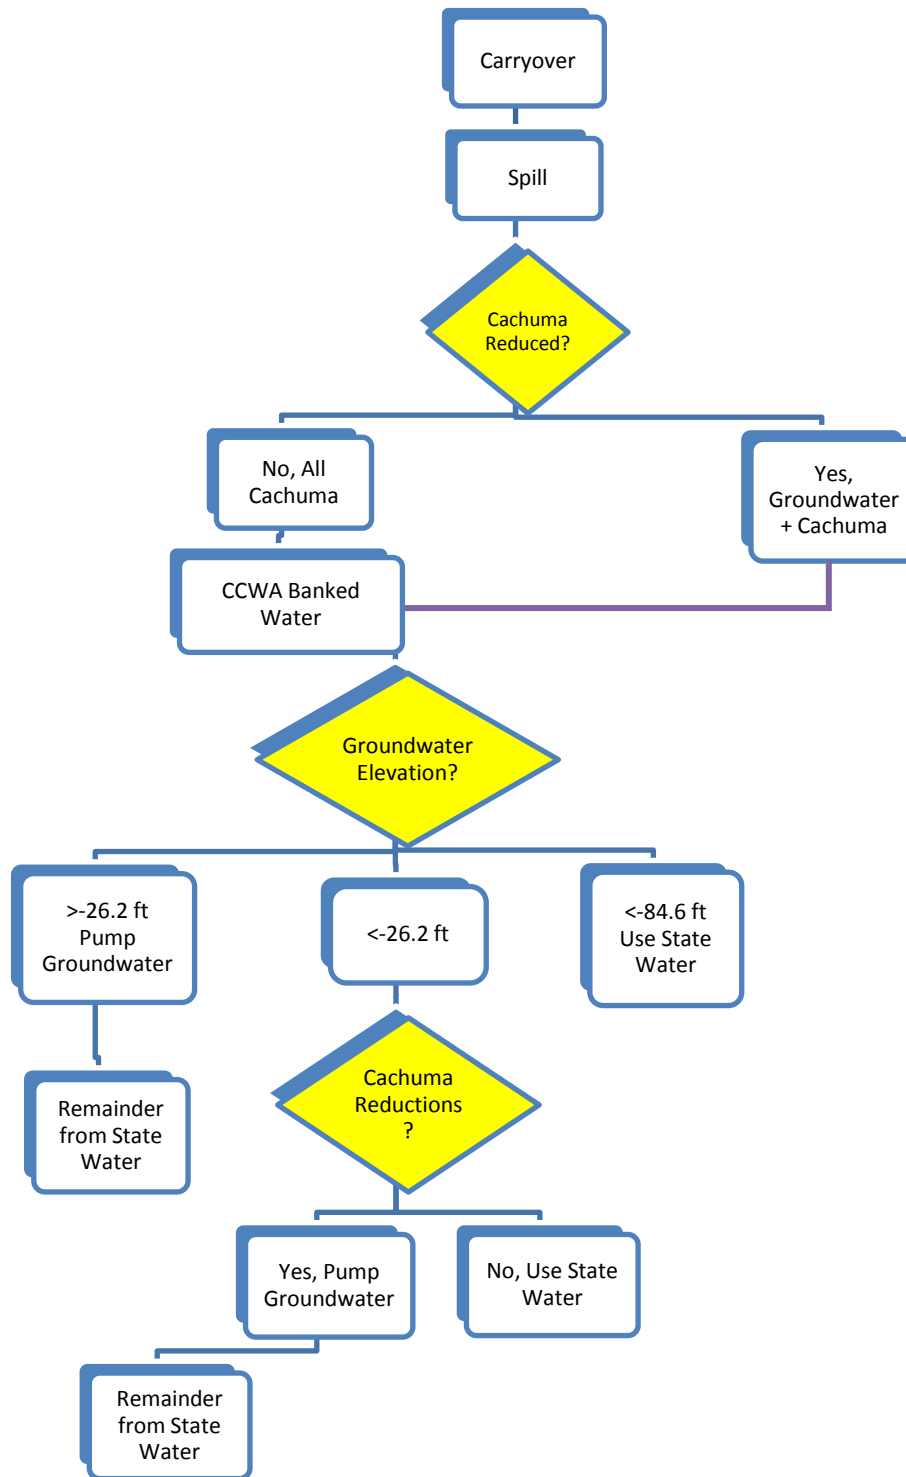 Carryover
Spill
Cachuma
Reduced?
No, All
Cachuma
Yes,
Groundwater
+ Cachuma
CCWA Banked
Water
Groundwater
Elevation?
>-26.2 ft
Pump
Groundwater
<-26.2 ft
<-84.6 ft
Use State
Water
Remainder
from State
Water
Cachuma
Reductions
?
Yes, Pump
Groundwater
No, Use State
Water
Remainder
from State
Water